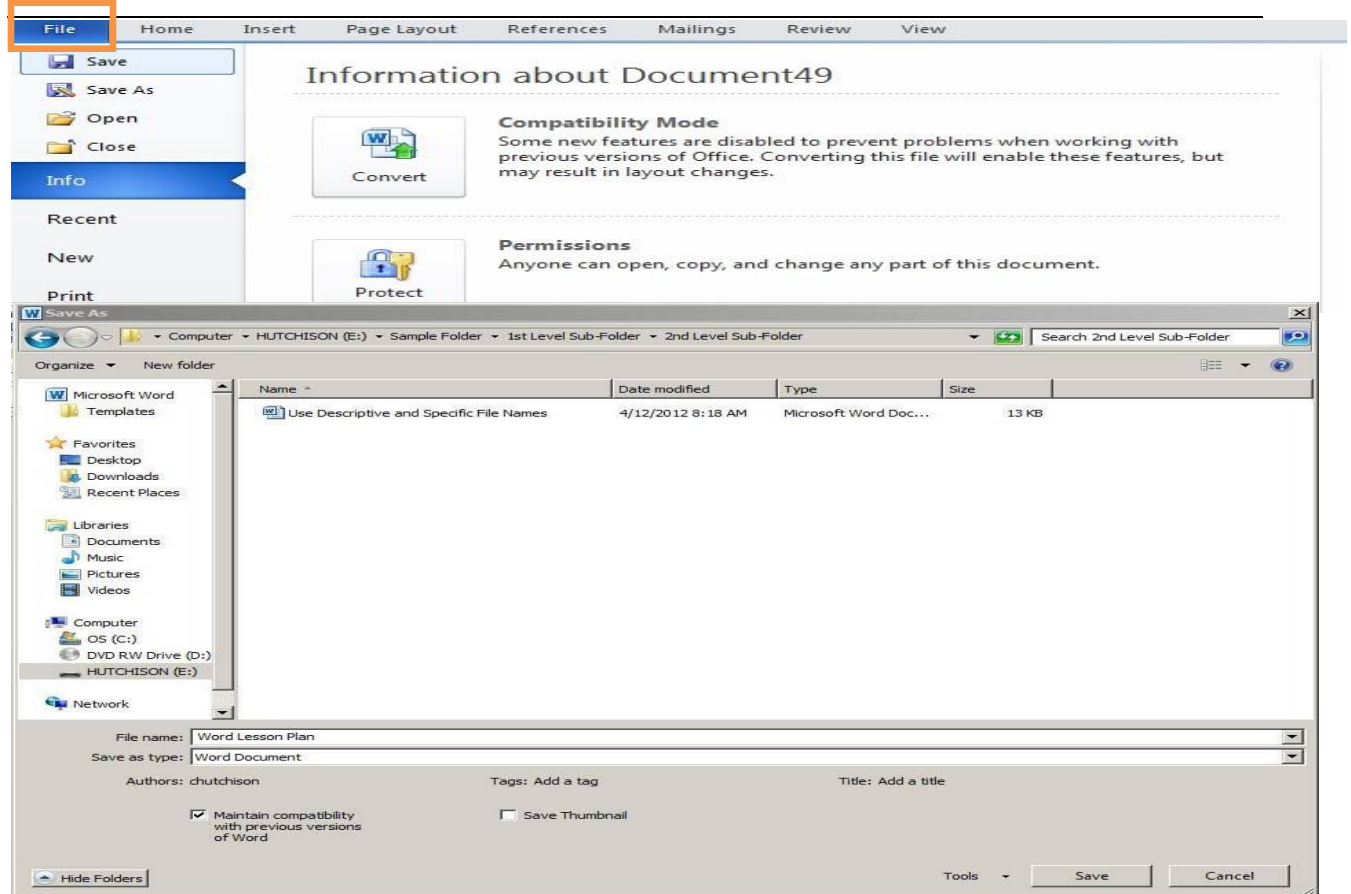 File Home Insert Page Layout References Mailings Review View
Save
Save As
Open
Close
Info
Recent
New
Print
Information about Document49
Convert
Compatibility Mode
Some new features are disabled to prevent problems when working with
previous versions of Office. Converting this file will enable these features, but
may result in layout changes.
Protect
Permissions
Anyone can open, copy, and change any part of this document.
W Save As
Computer HUTCHISON (E:) Sample Folder 1st Level Sub-Folder 2nd Level Sub-Folder Search 2nd Level Sub-Folder
Organize New folder
Microsoft Word
Templates
Favorites
Desktop
Downloads
Recent Places
Libraries
Documents
Music
Pictures
Videos
Computer
OS (C:)
DVD RW Drive (D:)
HUTCHISON (E:)
Network
Name Date modified Type Size
Use Descriptive and Specific File Names 4/12/2012 8:18 AM Microsoft Word Doc... 13 KB
File name: Word Lesson Plan
Save as type: Word Document
Authors: chutchison Tags: Add a tag Title: Add a title
Maintain compatibility
with previous versions
of Word
Save Thumbnail
Hide Folders Tools Save Cancel